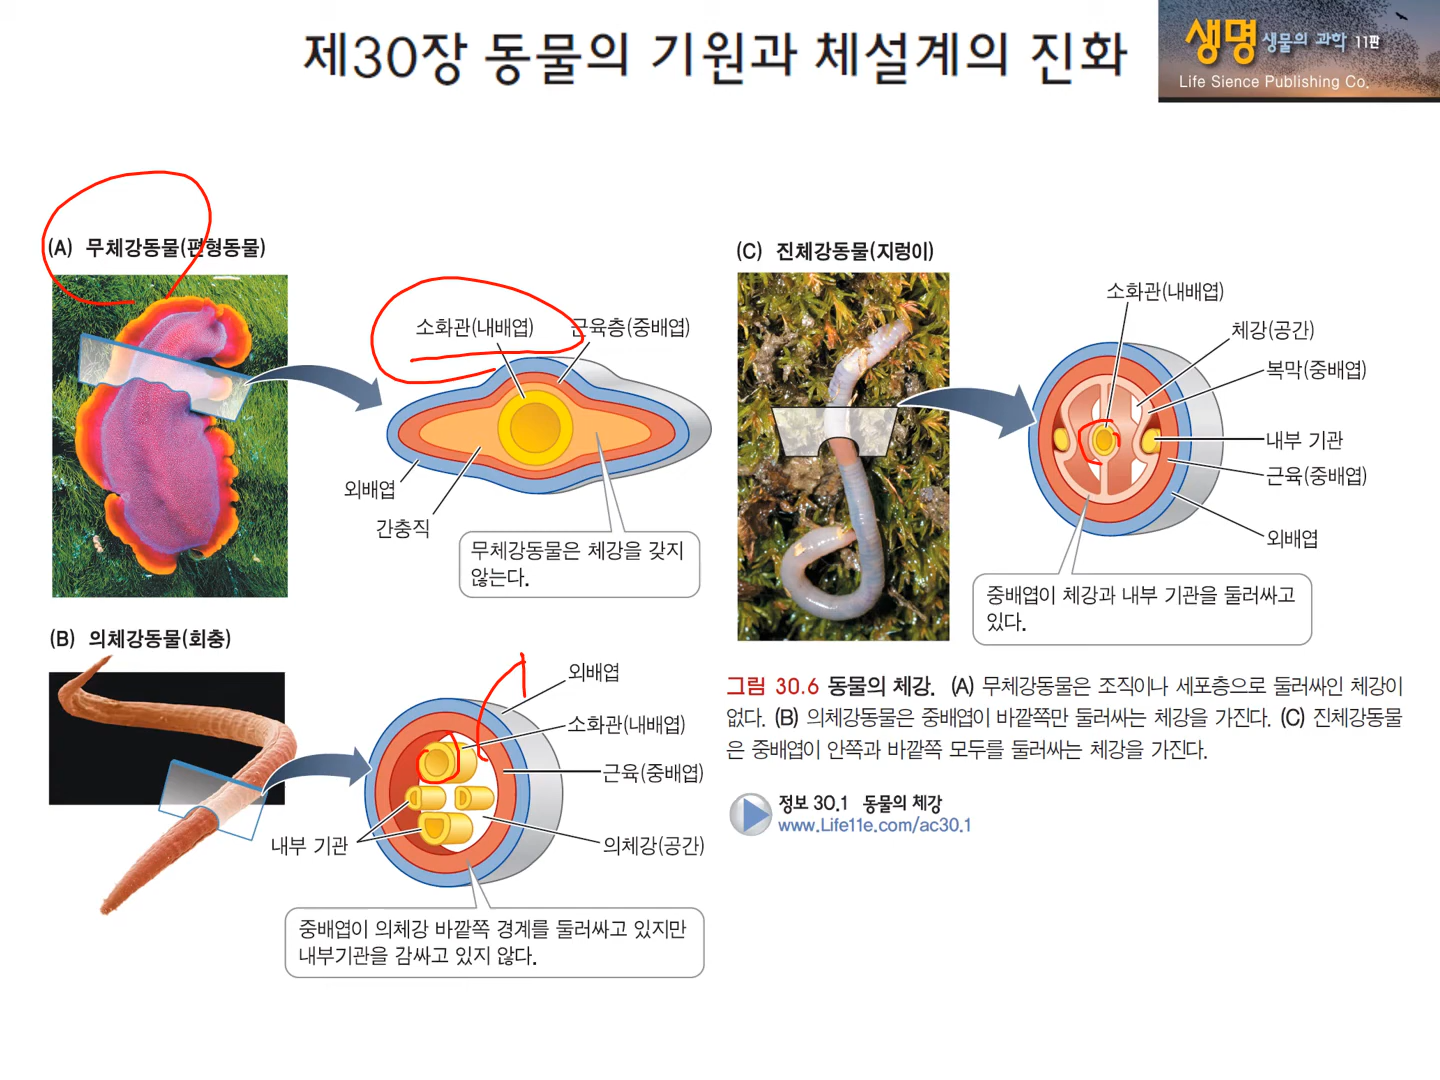 제30장 동물의 기원과 체설계의 진화
생명 생물의 과학 11판
Life Sience Publishing Co.
(A) 무체강동물(편형동물)
소화관(내배엽)
근육층(중배엽)
외배엽
간충직
무체강동물은 체강을 갖지
않는다.
(B) 의체강동물(회충)
외배엽
소화관(내배엽)
근육(중배엽)
의체강(공간)
내부 기관
중배엽이 의체강 바깥쪽 경계를 둘러싸고 있지만
내부기관을 감싸고 있지 않다.
(C) 진체강동물(지렁이)
소화관(내배엽)
체강(공간)
복막(중배엽)
내부 기관
근육(중배엽)
외배엽
중배엽이 체강과 내부 기관을 둘러싸고
있다.
그림 30.6 동물의 체강. (A) 무체강동물은 조직이나 세포층으로 둘러싸인 체강이
없다. (B) 의체강동물은 중배엽이 바깥쪽만 둘러싸는 체강을 가진다. (C) 진체강동물
은 중배엽이 안쪽과 바깥쪽 모두를 둘러싸는 체강을 가진다.
정보 30.1 동물의 체강
www.Life11e.com/ac30.1